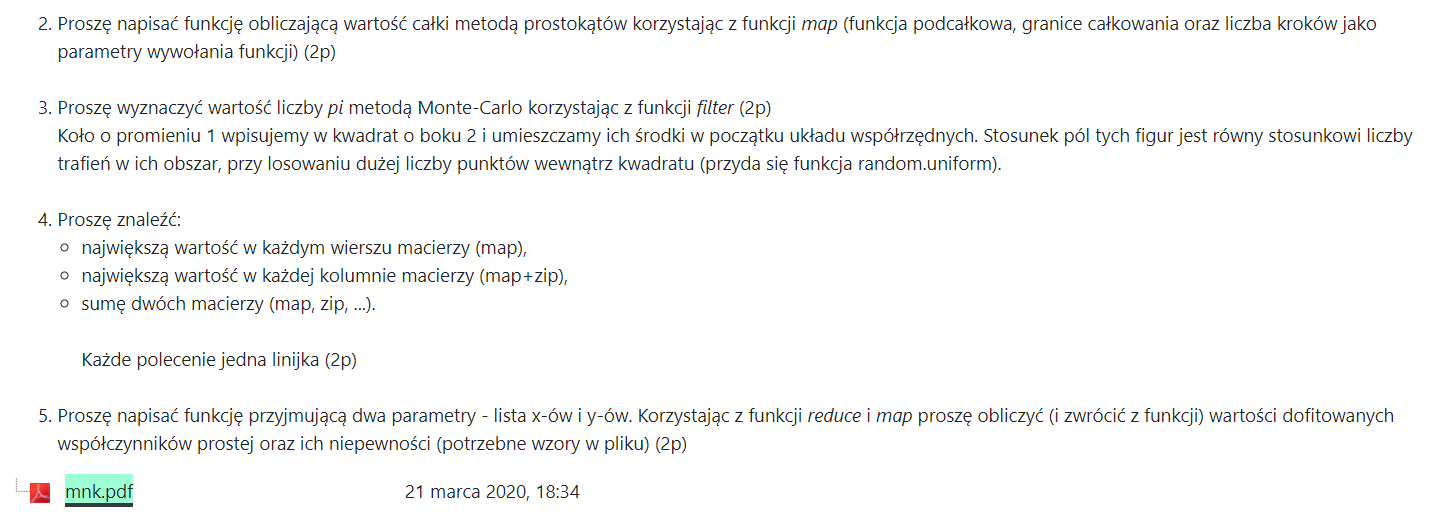 2. Proszę napisać funkcję obliczającą wartość całki metodą prostokątów korzystając z funkcji map (funkcja podcałkowa, granice całkowania oraz liczba kroków jako
parametry wywołania funkcji) (2p)
3. Proszę wyznaczyć wartość liczby pi metodą Monte-Carlo korzystając z funkcji filter (2p)
Koło o promieniu 1 wpisujemy w kwadrat o boku 2 i umieszczamy ich środki w początku układu współrzędnych. Stosunek pól tych figur jest równy stosunkowi liczby
trafień w ich obszar, przy losowaniu dużej liczby punktów wewnątrz kwadratu (przyda się funkcja random.uniform).
4. Proszę znaleźć:
największą wartość w każdym wierszu macierzy (map),
największą wartość w każdej kolumnie macierzy (map+zip),
sumę dwóch macierzy (map, zip, ...).
Każde polecenie jedna linijka (2p)
5. Proszę napisać funkcję przyjmującą dwa parametry - lista x-ów i y-ów. Korzystając z funkcji reduce i map proszę obliczyć (i zwrócić z funkcji) wartości dofitowanych
współczynników prostej oraz ich niepewności (potrzebne wzory w pliku) (2p)
mnk.pdf 21 marca 2020, 18:34